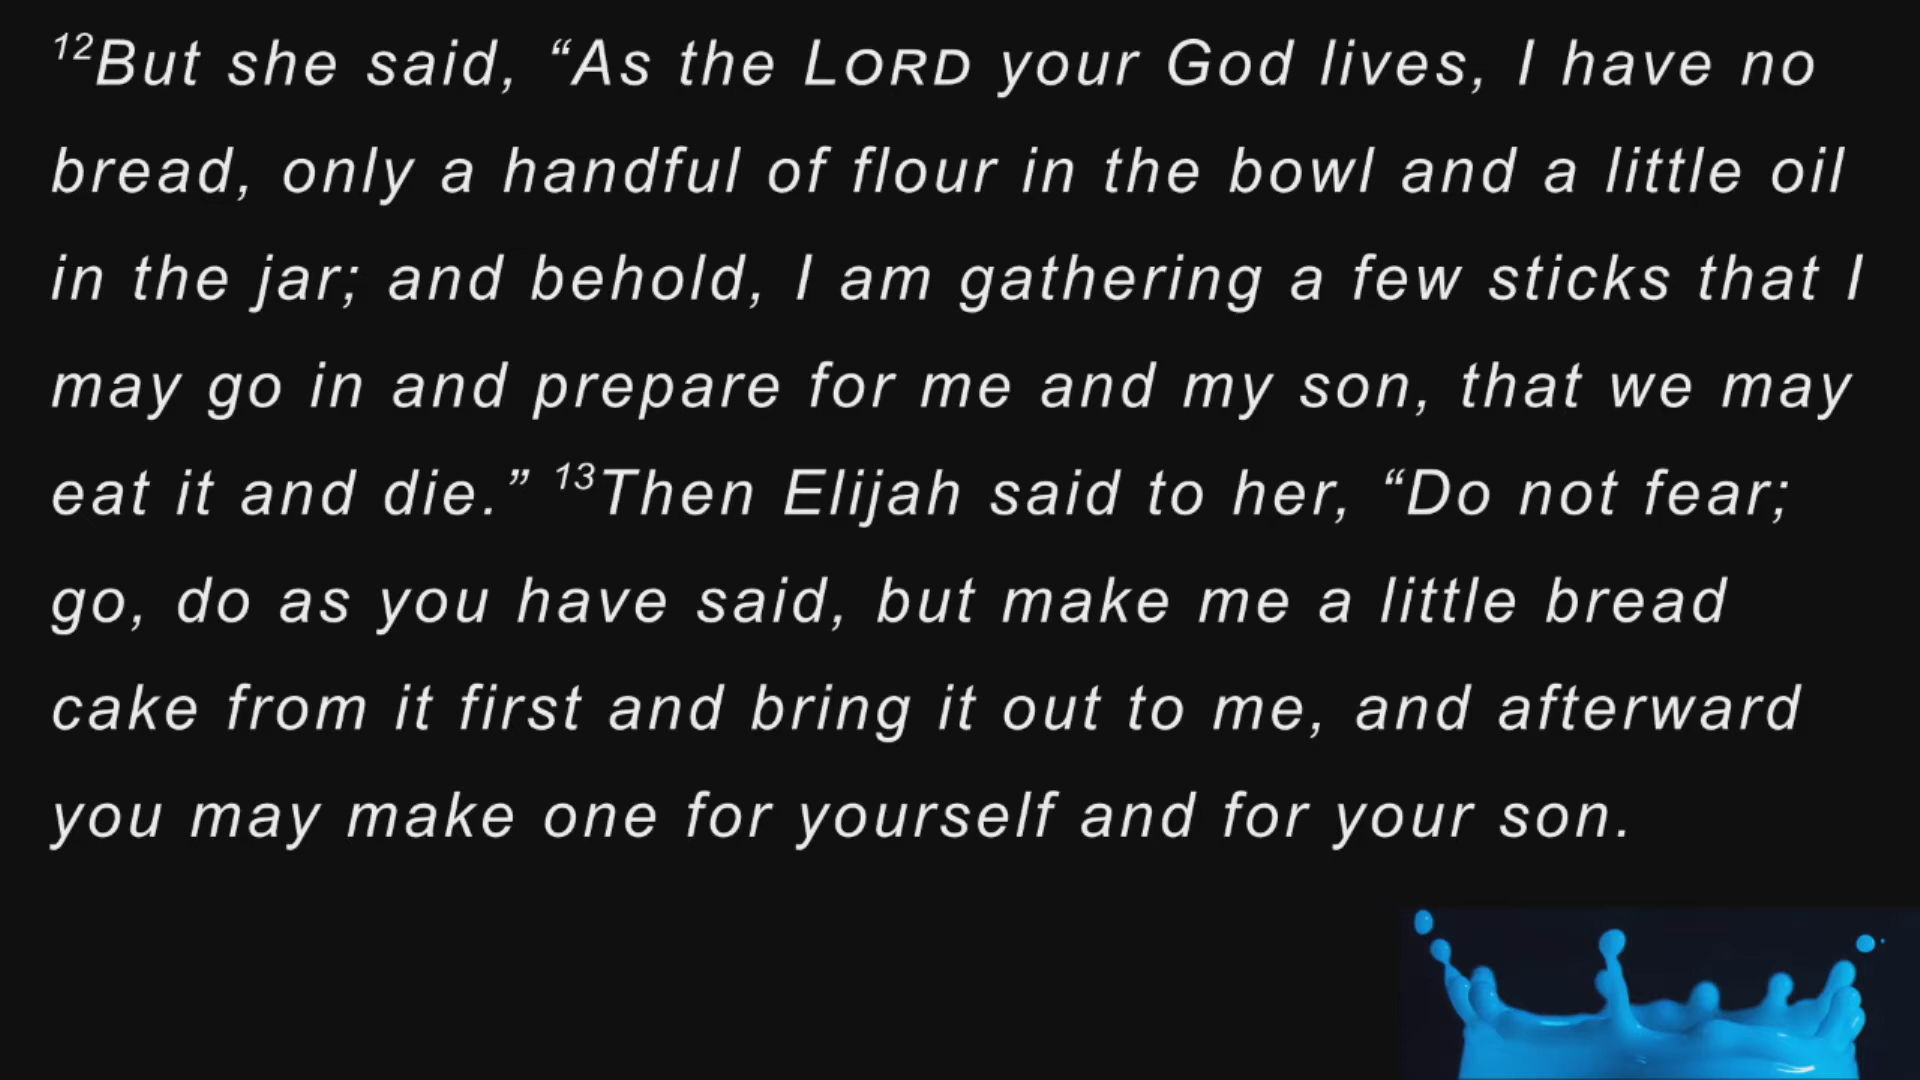 12But she said, “As the LORD your God lives, I have no
bread, only a handful of flour in the bowl and a little oil
in the jar; and behold, I am gathering a few sticks that I
may go in and prepare for me and my son, that we may
eat it and die.” 13Then Elijah said to her, “Do not fear;
go, do as you have said, but make me a little bread
cake from it first and bring it out to me, and afterward
you may make one for yourself and for your son.